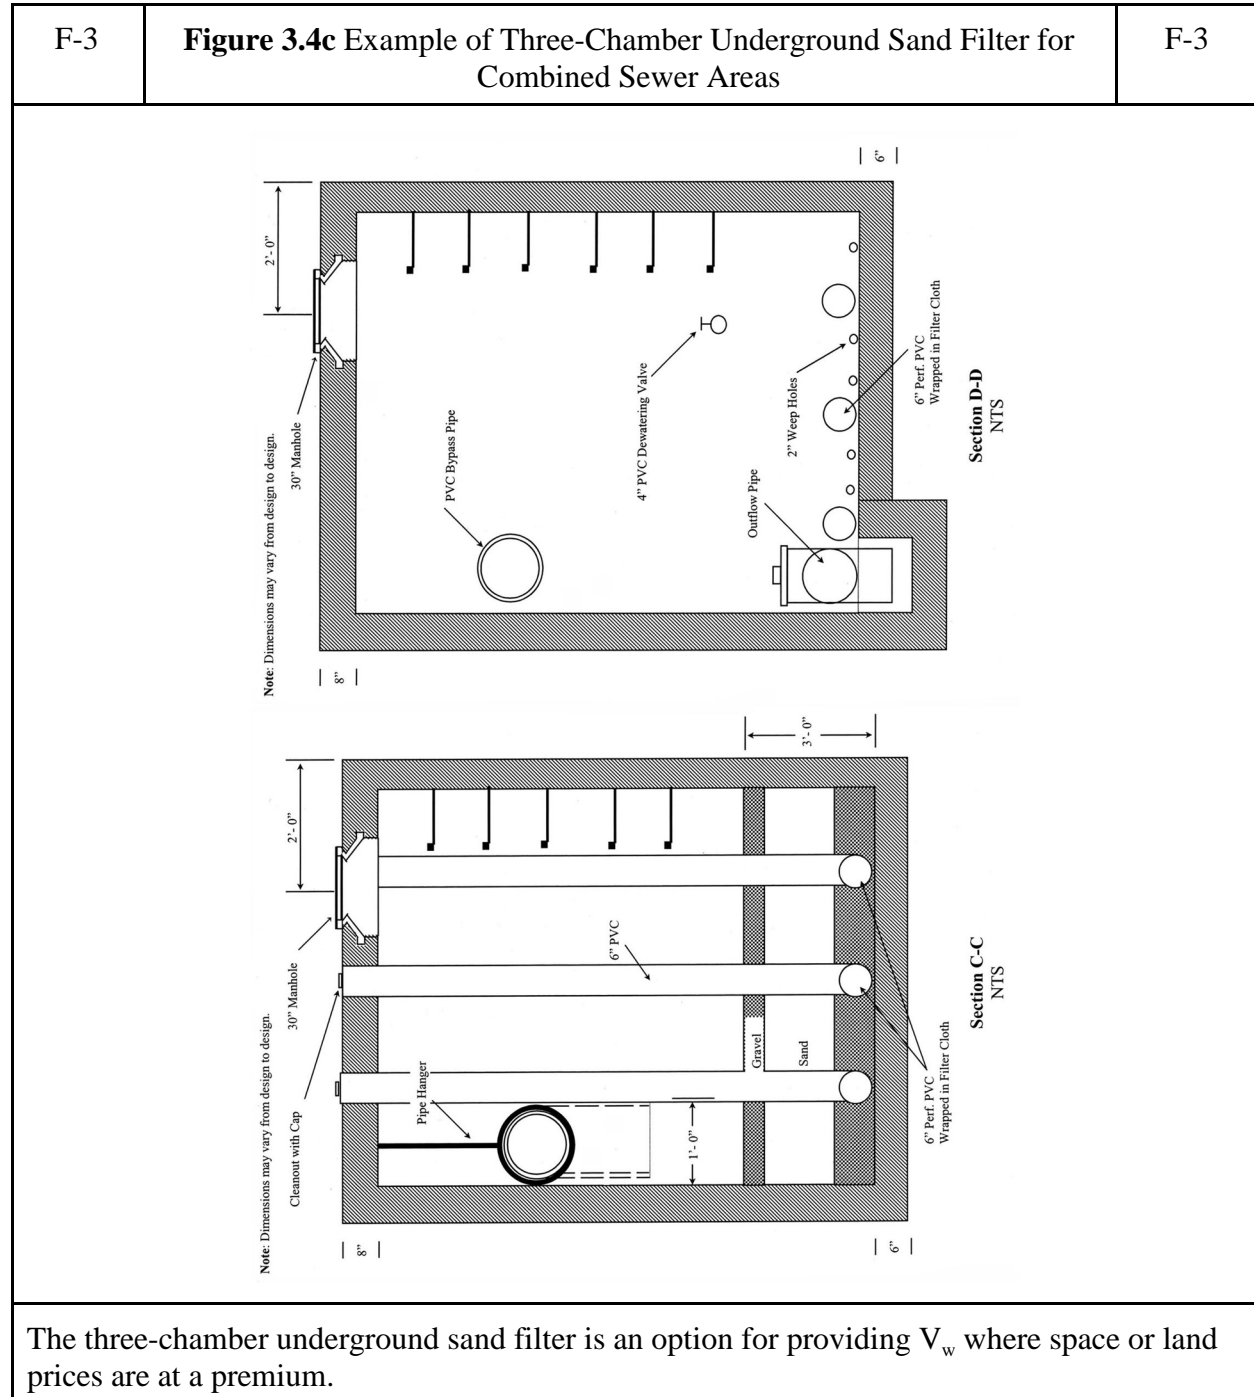 F-3
Figure 3.4c Example of Three-Chamber Underground Sand Filter for
Combined Sewer Areas
F-3
6”
2’- 0”
Note: Dimensions may vary from design to design.
30” Manhole
PVC Bypass Pipe
4” PVC Dewatering Valve
2” Weep Holes
Outflow Pipe
6” Perf. PVC
Wrapped in Filter Cloth
Section D-D
NTS
8”
3’- 0”
2’- 0”
Note: Dimensions may vary from design to design.
30” Manhole
Cleanout with Cap
Pipe Hanger
6” PVC
1’- 0”
Gravel
Sand
6” Perf. PVC
Wrapped in Filter Cloth
Section C-C
NTS
8”
6”
The three-chamber underground sand filter is an option for providing Vw where space or land
prices are at a premium.